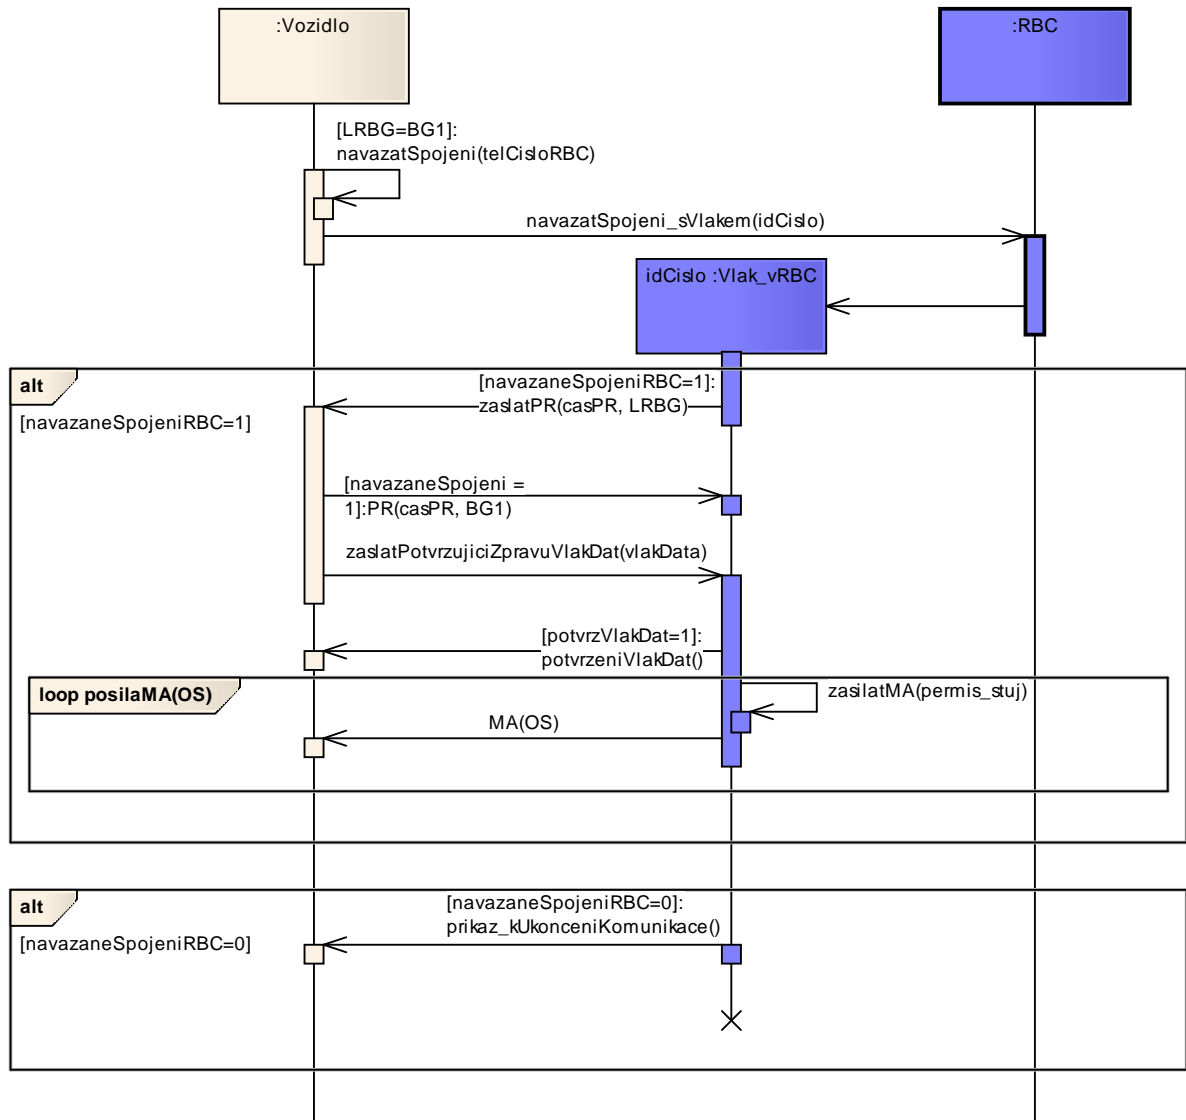 :Vozidlo
:RBC
[LRBG=BG1]:
navazatSpojeni(telCisloRBC)
navazatSpojeni_sVlakem(idCislo)
idCislo :Vlak_vRBC
alt
[navazaneSpojeniRBC=1]
[navazaneSpojeniRBC=1]:
zaslatPR(casPR, LRBG)
[navazaneSpojeni =
1]:PR(casPR, BG1)
zaslatPotvrzujiciZpravuVlakDat(vlakData)
[potvrzVlakDat=1]:
potvrzeniVlakDat()
loop posilaMA(OS)
zasilatMA(permis_stuj)
MA(OS)
alt
[navazaneSpojeniRBC=0]
[navazaneSpojeniRBC=0]:
prikaz_kUkonceniKomunikace()